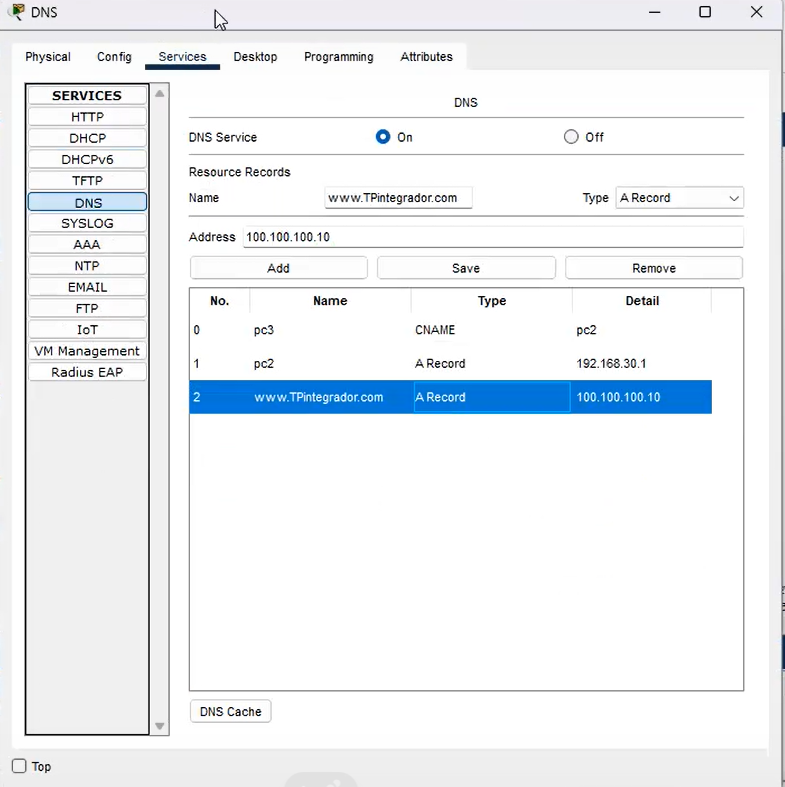 DNS
Physical Config Services Desktop Programming Attributes
SERVICES
HTTP
DHCP
DHCPv6
TFTP
DNS
SYSLOG
AAA
NTP
EMAIL
FTP
IoT
VM Management
Radius EAP
DNS
DNS Service On Off
Resource Records
Name www.TPintegrador.com Type A Record
Address 100.100.100.10
Add Save Remove
No. Name Type Detail
0 pc3 CNAME pc2
1 pc2 A Record 192.168.30.1
2 www.TPintegrador.com A Record 100.100.100.10
DNS Cache
Top